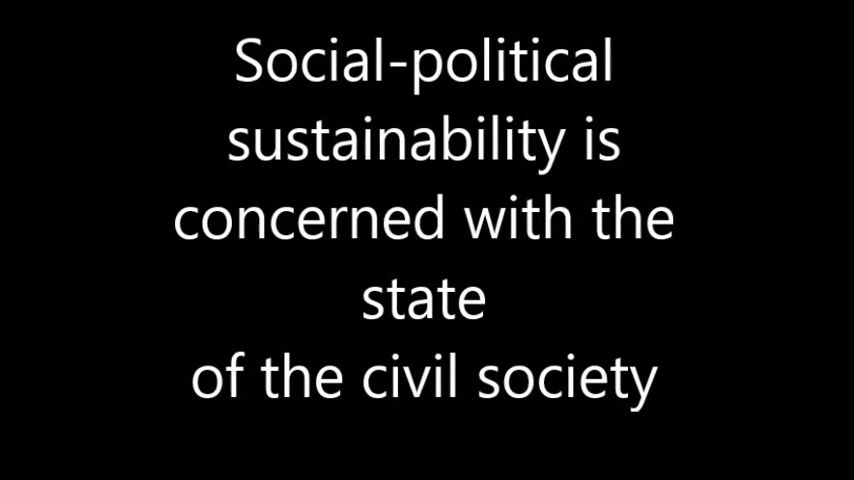 Social-political
sustainability is
concerned with the
state
of the civil society